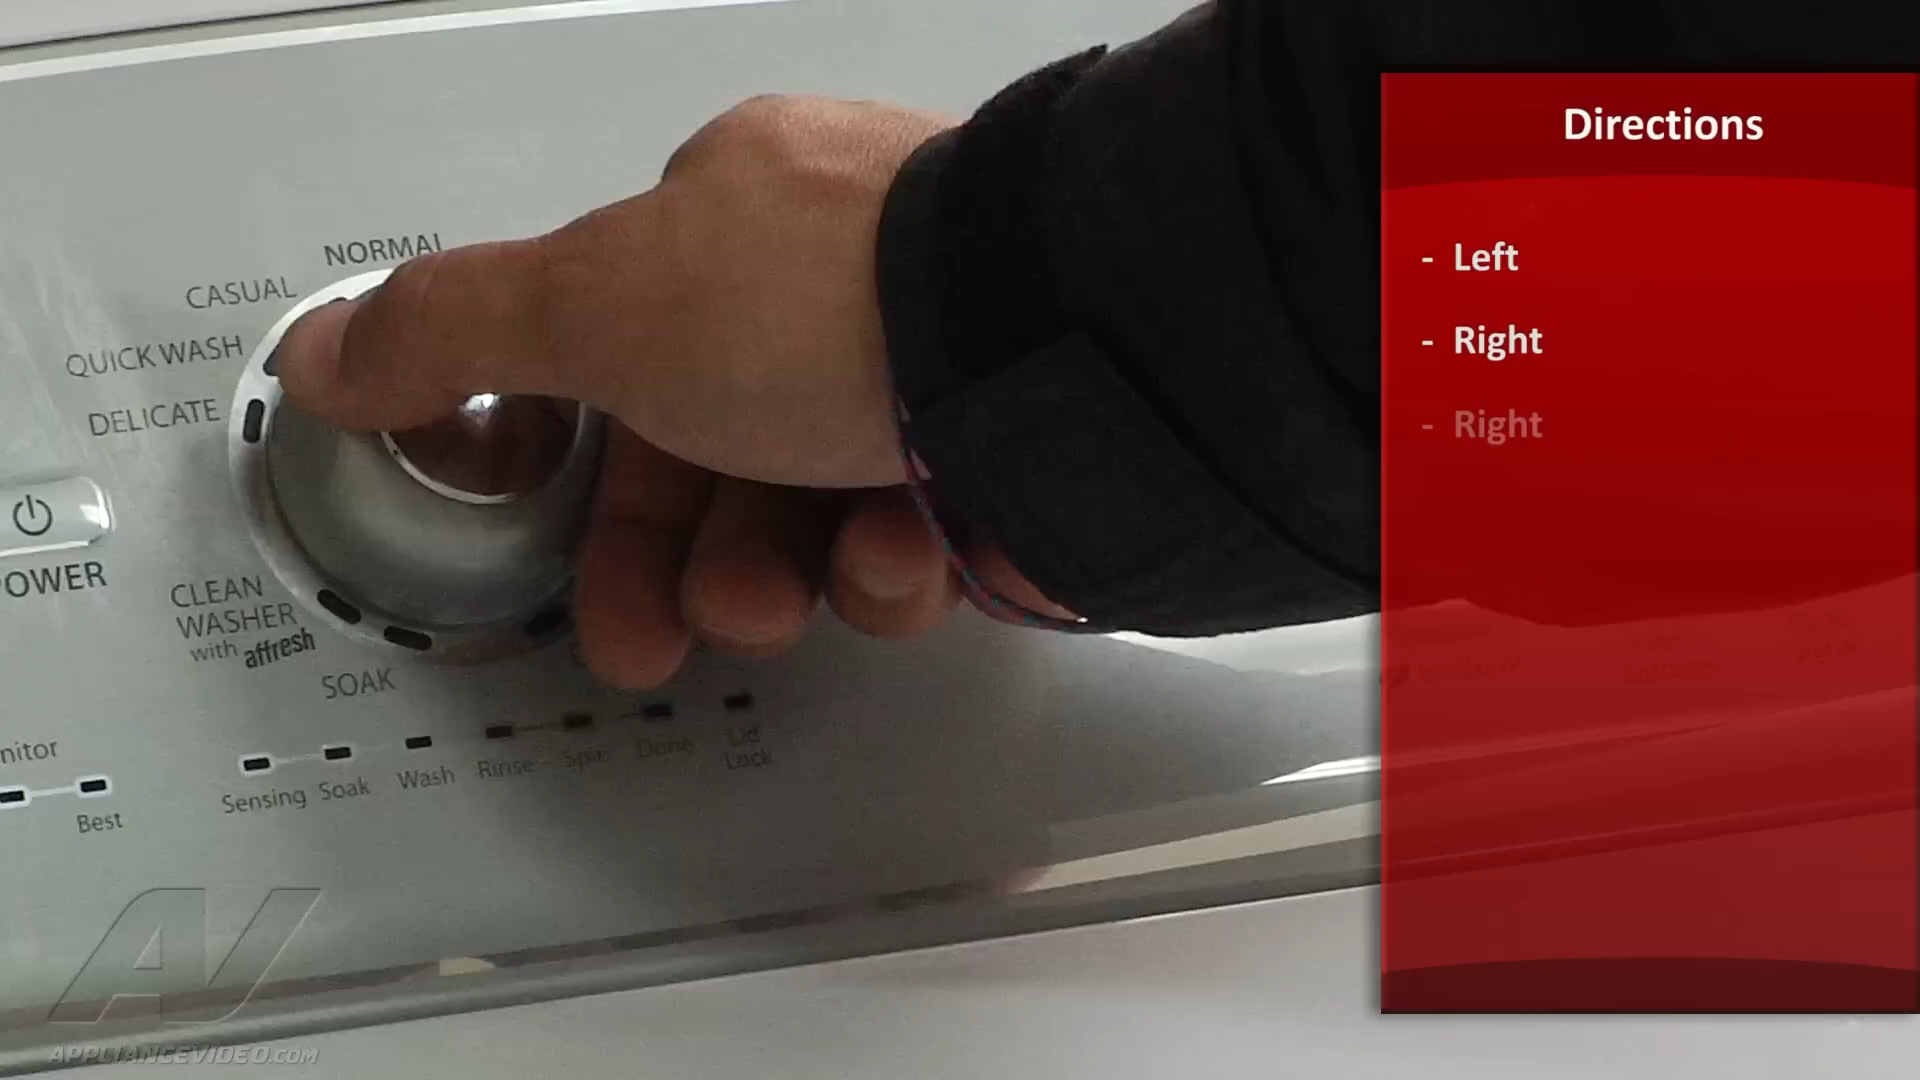 Directions
- Left
- Right
- Right
NORMAL
CASUAL
QUICK WASH
DELICATE
POWER
CLEAN
WASHER
with affresh
SOAK
Sensing Soak Wash Rinse Spin Done Lid
Lock
Best
AV
APPLIANCEVIDEO.COM